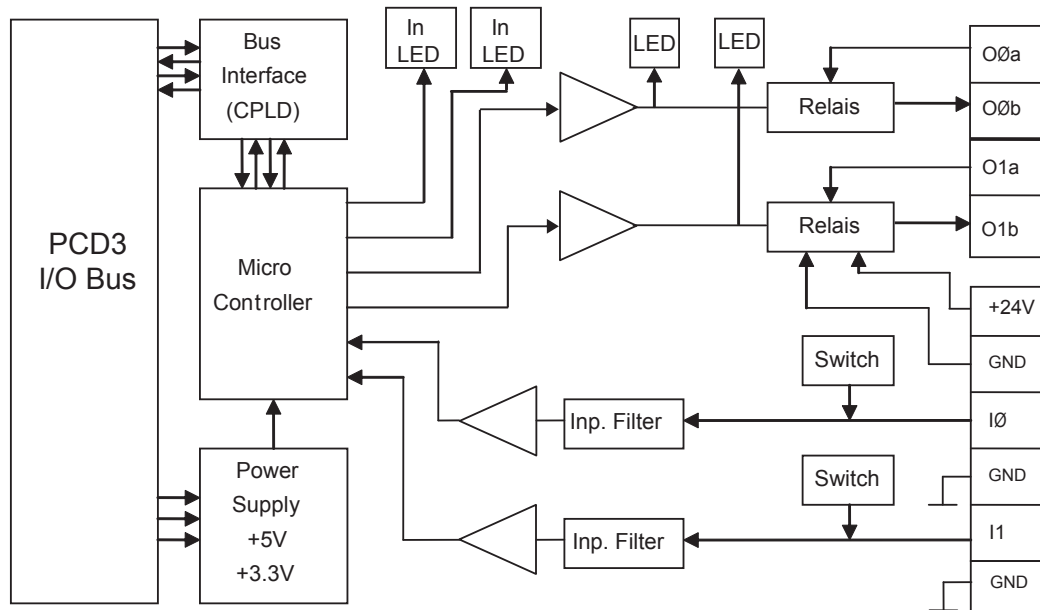 PCD3
I/O Bus
Bus
Interface
(CPLD)
Micro
Controller
Power
Supply
+5V
+3.3V
In
LED
In
LED
LED
LED
Relais
Relais
Switch
Inp. Filter
Switch
Inp. Filter
OØa
OØb
O1a
O1b
+24V
GND
IØ
GND
I1
GND